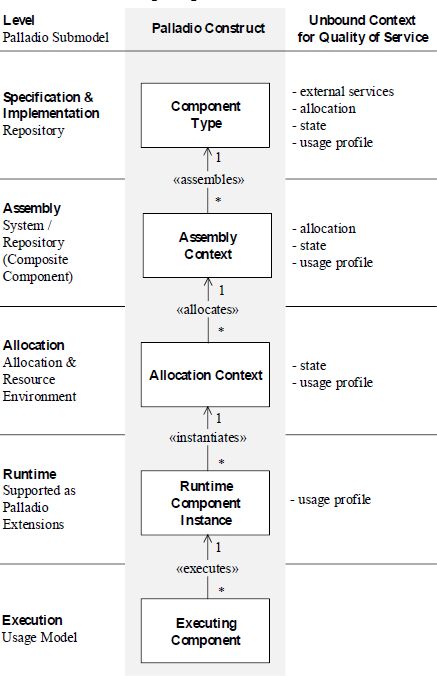 Level
Palladio Submodel
Palladio Construct
Unbound Context
for Quality of Service
Specification &
Implementation
Repository
Component
Type
- external services
- allocation
- state
- usage profile
1
«assembles»
*
Assembly
System /
Repository
(Composite
Component)
Assembly
Context
- allocation
- state
- usage profile
1
«allocates»
*
Allocation
Allocation &
Resource
Environment
Allocation Context
- state
- usage profile
1
«instantiates»
*
Runtime
Supported as
Palladio
Extensions
Runtime
Component
Instance
- usage profile
1
«executes»
*
Execution
Usage Model
Executing
Component